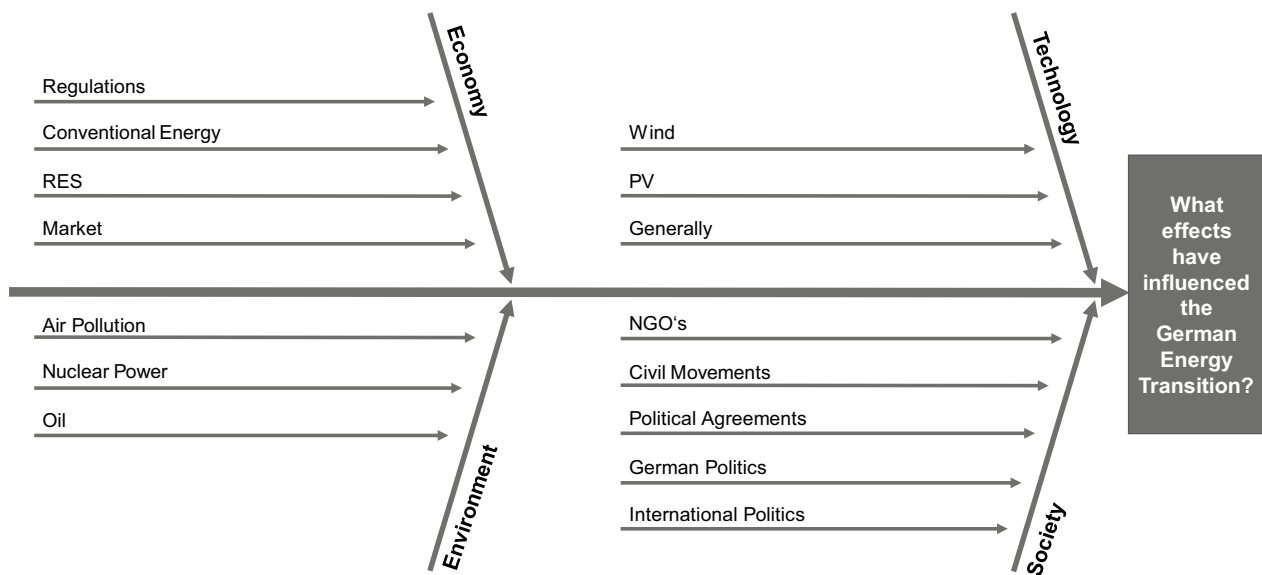 Economy
Regulations
Conventional Energy
RES
Market
Technology
Wind
PV
Generally
What
effects
have
influenced
the
German
Energy
Transition?
Air Pollution
Nuclear Power
Oil
Environment
NGO‘s
Civil Movements
Political Agreements
German Politics
International Politics
Society